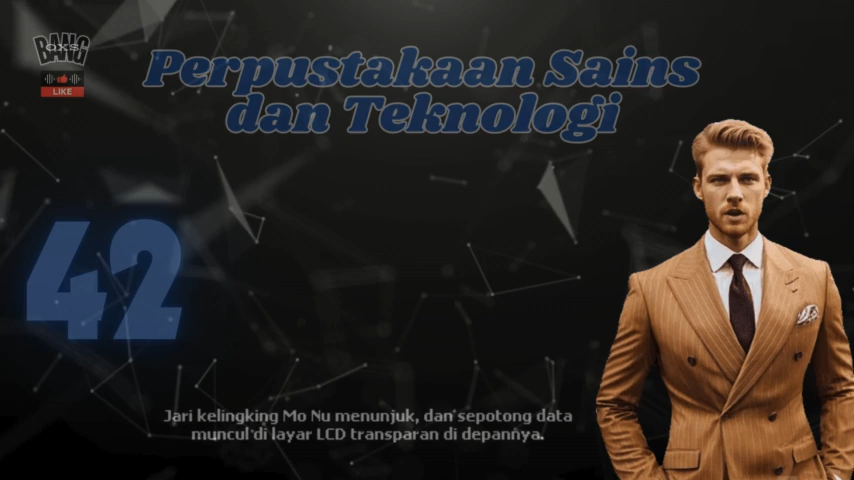 BANG
oxs
LIKE
Perpustakaan Sains
dan Teknologi
42
Jari kelingking Mo Nu menunjuk, dan sepotong data
muncul di layar LCD transparan di depannya.